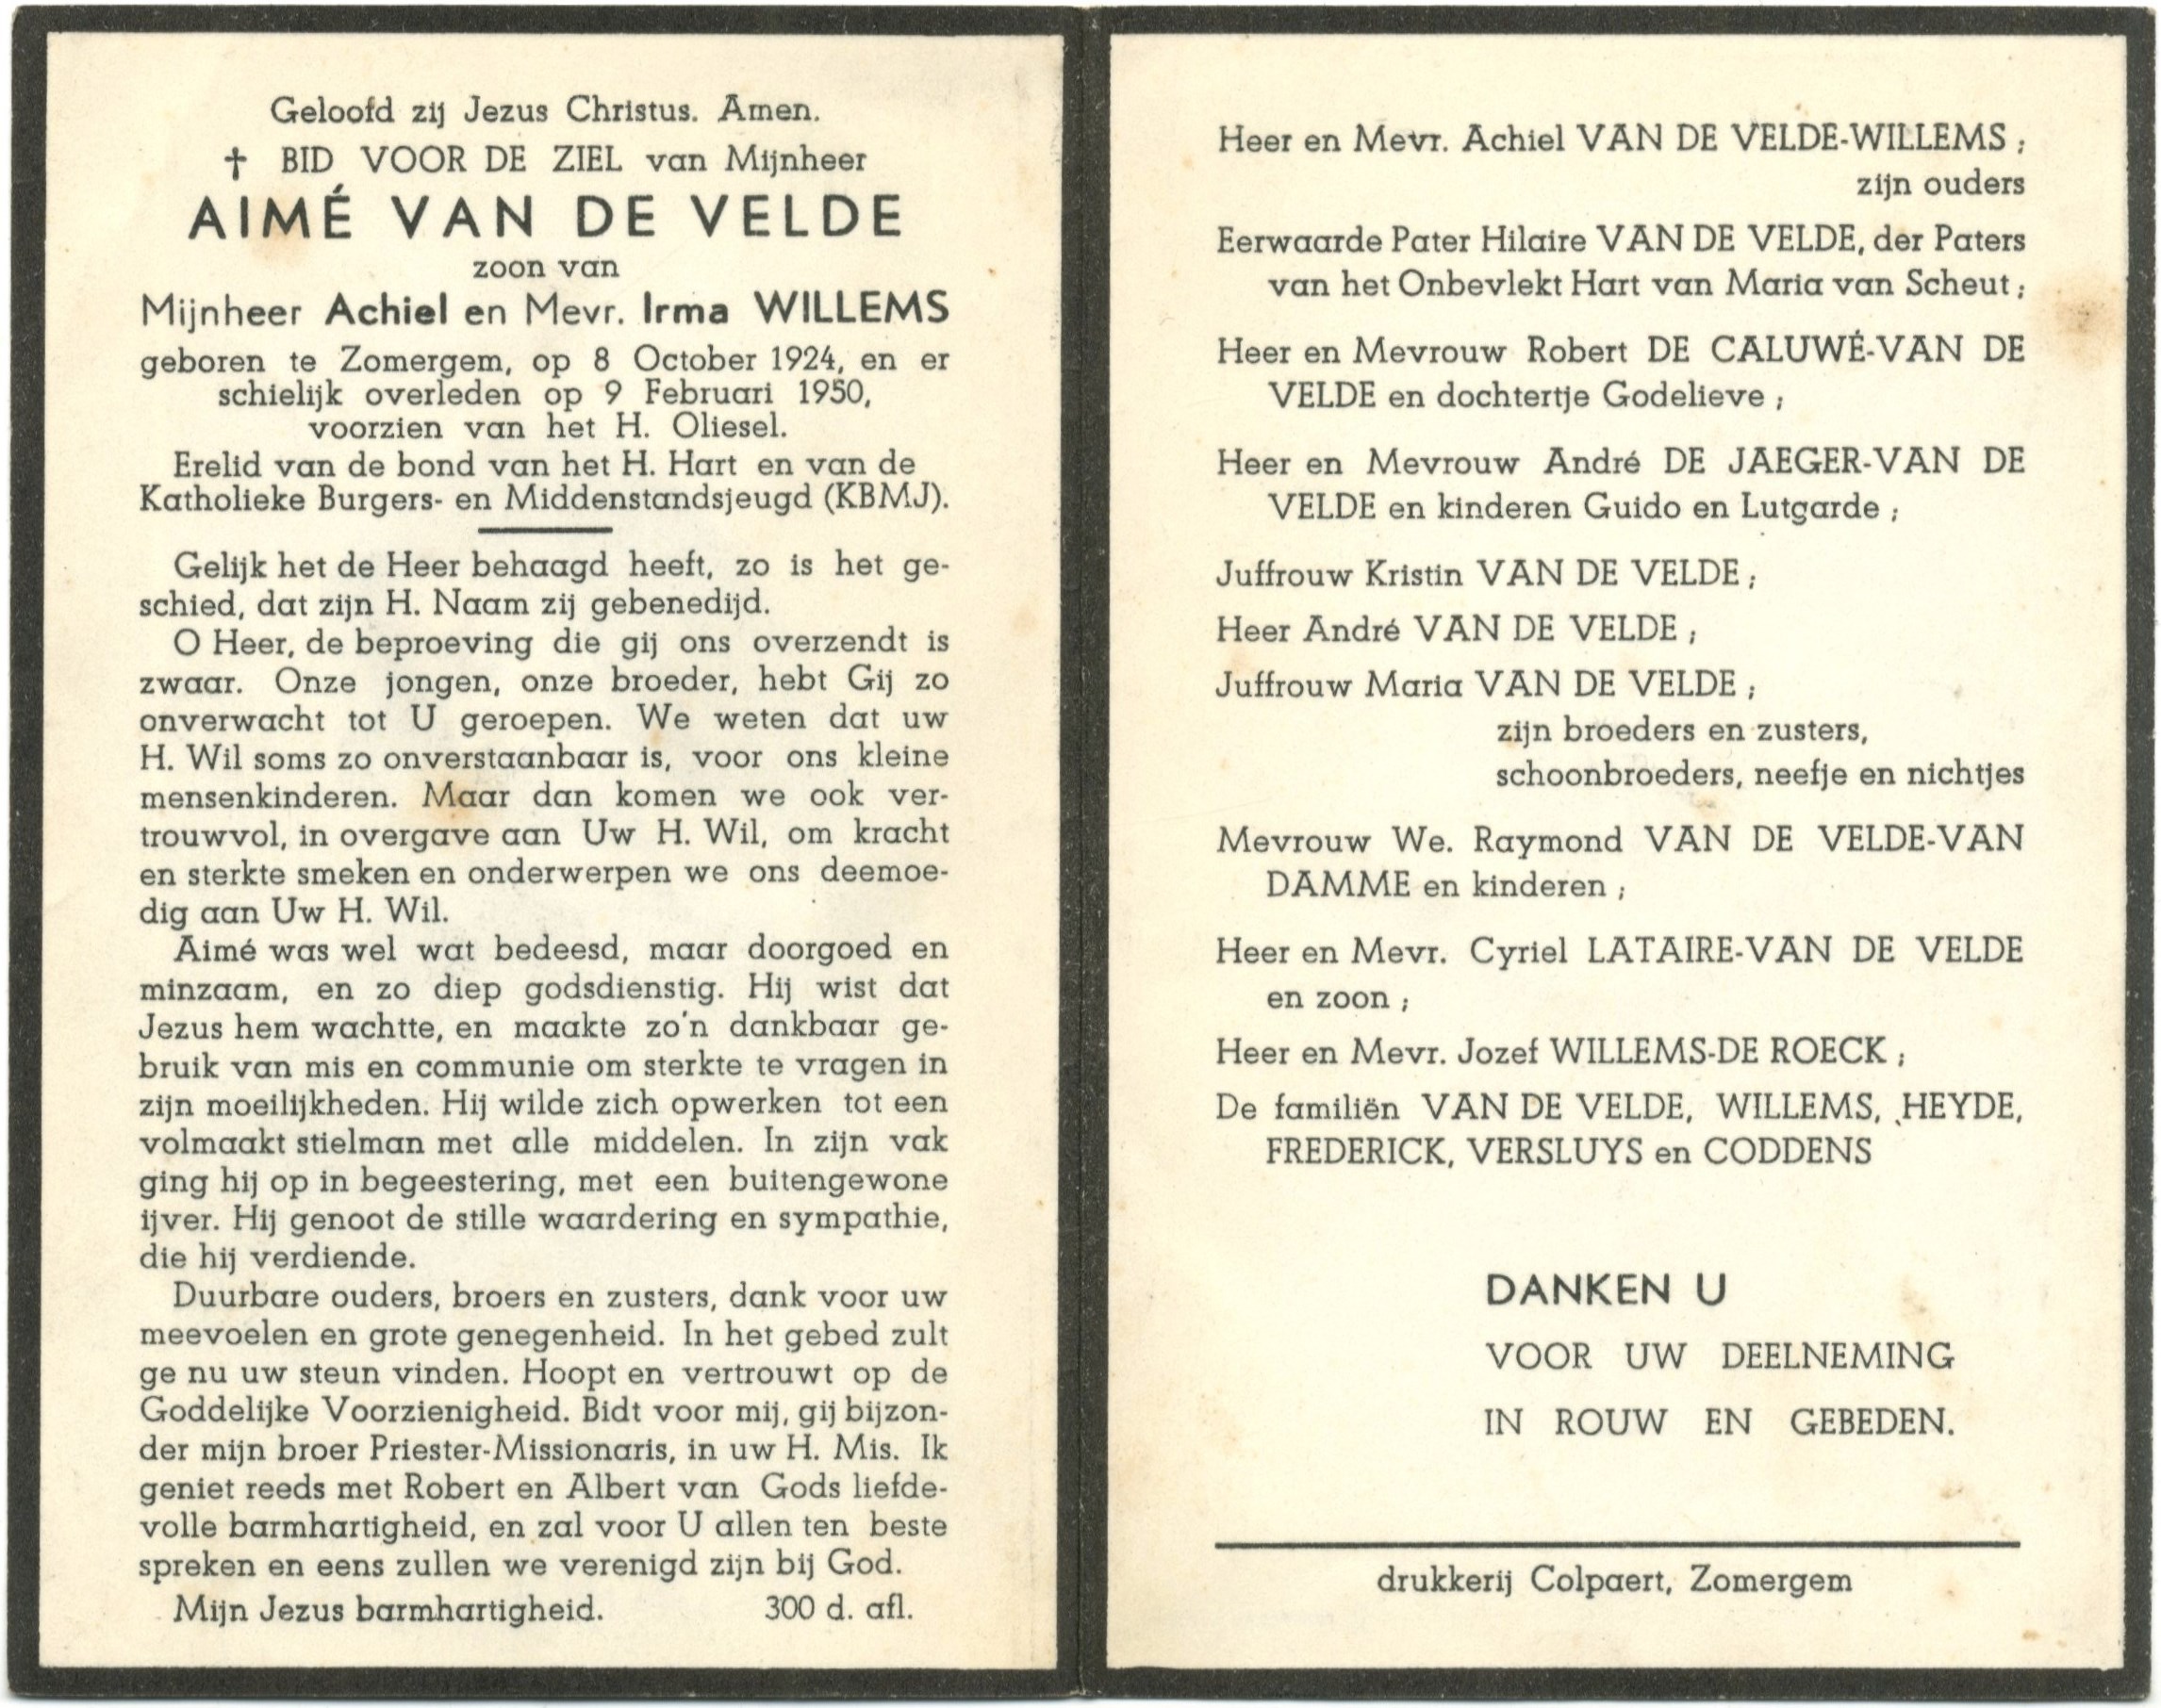 Geloofd zij Jezus Christus. Amen.
✝ BID VOOR DE ZIEL van Mijnheer
AIMÉ VAN DE VELDE
zoon van
Mijnheer Achiel en Mevr. Irma WILLEMS
geboren te Zomergem, op 8 October 1924, en er
schielijk overleden op 9 Februari 1950,
voorzien van het H. Oliesel.
Erelid van de bond van het H. Hart en van de
Katholieke Burgers- en Middenstandsjeugd (KBMJ).
Gelijk het de Heer behaagd heeft, zo is het ge-
schied, dat zijn H. Naam zij gebenedijd.
O Heer, de beproeving die gij ons overzendt is
zwaar. Onze jongen, onze broeder, hebt Gij zo
onverwacht tot U geroepen. We weten dat uw
H. Wil soms zo onverstaanbaar is, voor ons kleine
mensenkinderen. Maar dan komen we ook ver-
trouwvol, in overgave aan Uw H. Wil, om kracht
en sterkte smeken en onderwerpen we ons deemoe-
dig aan Uw H. Wil.
Aimé was wel wat bedeesd, maar doorgoed en
minzaam, en zo diep godsdienstig. Hij wist dat
Jezus hem wachtte, en maakte zo'n dankbaar ge-
bruik van mis en communie om sterkte te vragen in
zijn moeilijkheden. Hij wilde zich opwerken tot een
volmaakt stielman met alle middelen. In zijn vak
ging hij op in begeestering, met een buitengewone
ijver. Hij genoot de stille waardering en sympathie,
die hij verdiende.
Duurbare ouders, broers en zusters, dank voor uw
meevoelen en grote genegenheid. In het gebed zult
ge nu uw steun vinden. Hoopt en vertrouwt op de
Goddelijke Voorzienigheid. Bidt voor mij, gij bijzon-
der mijn broer Priester-Missionaris, in uw H. Mis. Ik
geniet reeds met Robert en Albert van Gods liefde-
volle barmhartigheid, en zal voor U allen ten beste
spreken en eens zullen we verenigd zijn bij God.
Mijn Jezus barmhartigheid. 300 d. afl.
Heer en Mevr. Achiel VAN DE VELDE-WILLEMS ;
zijn ouders
Eerwaarde Pater Hilaire VAN DE VELDE, der Paters
van het Onbevlekt Hart van Maria van Scheut ;
Heer en Mevrouw Robert DE CALUWÉ-VAN DE
VELDE en dochtertje Godelieve ;
Heer en Mevrouw André DE JAEGER-VAN DE
VELDE en kinderen Guido en Lutgarde ;
Juffrouw Kristin VAN DE VELDE ;
Heer André VAN DE VELDE ;
Juffrouw Maria VAN DE VELDE ;
zijn broeders en zusters,
schoonbroeders, neefje en nichtjes
Mevrouw We. Raymond VAN DE VELDE-VAN
DAMME en kinderen ;
Heer en Mevr. Cyriel LATAIRE-VAN DE VELDE
en zoon ;
Heer en Mevr. Jozef WILLEMS-DE ROECK ;
De familiën VAN DE VELDE, WILLEMS, HEYDE,
FREDERICK, VERSLUYS en CODDENS
DANKEN U
VOOR UW DEELNEMING
IN ROUW EN GEBEDEN.
drukkerij Colpaert, Zomergem